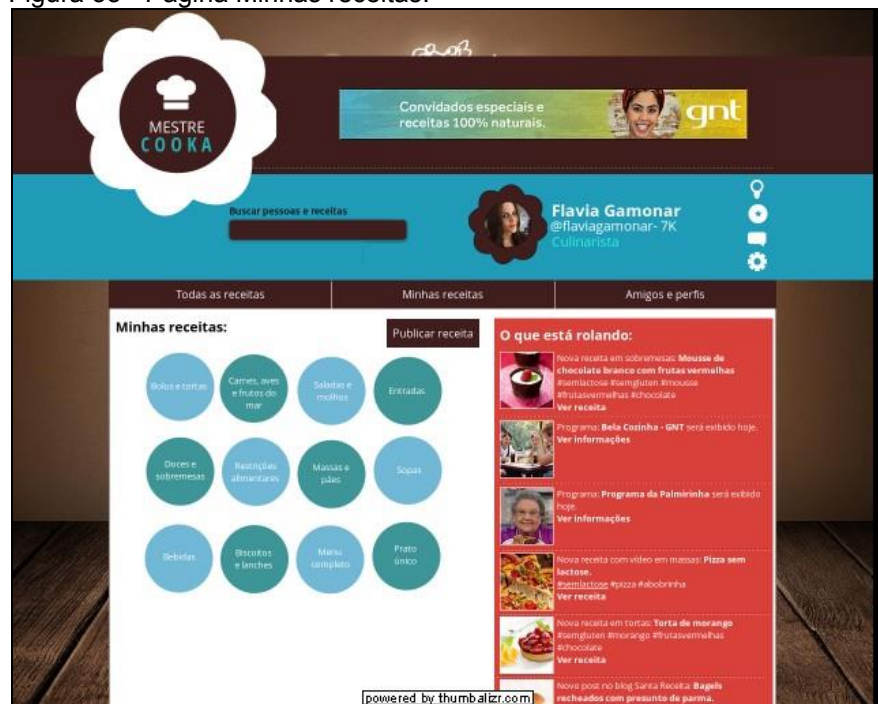 Figura 35 - Página Minhas receitas.
MESTRE
COOKA
Convidados especiais e
receitas 100% naturais.
gnt
Buscar pessoas e receitas
Flavia Gamonar
@flaviagamonar- 7K
Culinarista
Todas as receitas
Minhas receitas
Amigos e perfis
Minhas receitas:
Publicar receita
Bolos e tortas
Carnes, aves
e frutos do
mar
Saladas e
molhos
Entradas
Doces e
sobremesas
Restrições
alimentares
Massas e
pães
Sopas
Bebidas
Biscoitos
e lanches
Menu
completo
Prato
único
O que está rolando:
Nova receita em sobremesas: Mousse de
chocolate branco com frutas vermelhas
#semlactose #semgluten #mousse
#frutasvermelhas #chocolate
Ver receita
Programa: Bela Cozinha - GNT será exibido hoje.
Ver informações
Programa: Programa da Palmirinha será exibido
hoje.
Ver informações
Nova receita com vídeo em massas: Pizza sem
lactose.
#semlactose #pizza #abobrinha
Ver receita
Nova receita em tortas: Torta de morango
#semgluten #morango #frutasvermelhas
#chocolate
Ver receita
Novo post no blog Santa Receita: Bagels
recheados com presunto de parma.
powered by thumbalizr.com